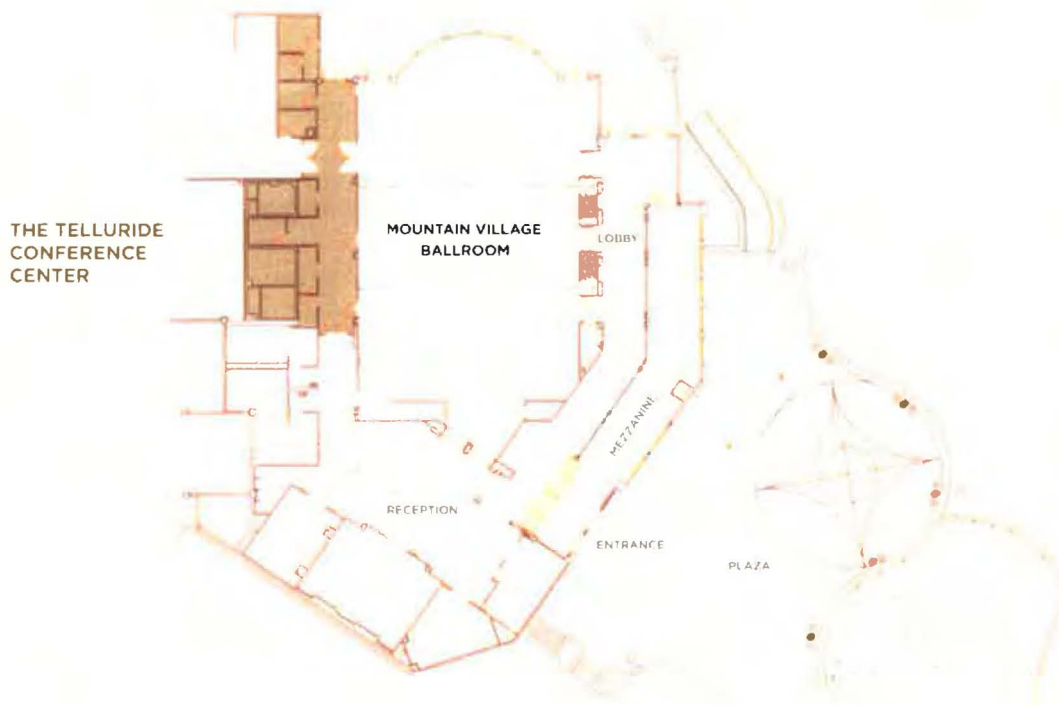 THE TELLURIDE
CONFERENCE
CENTER
MOUNTAIN VILLAGE
BALLROOM
LOBBY
MEZZANINE
RECEPTION
ENTRANCE
PLAZA